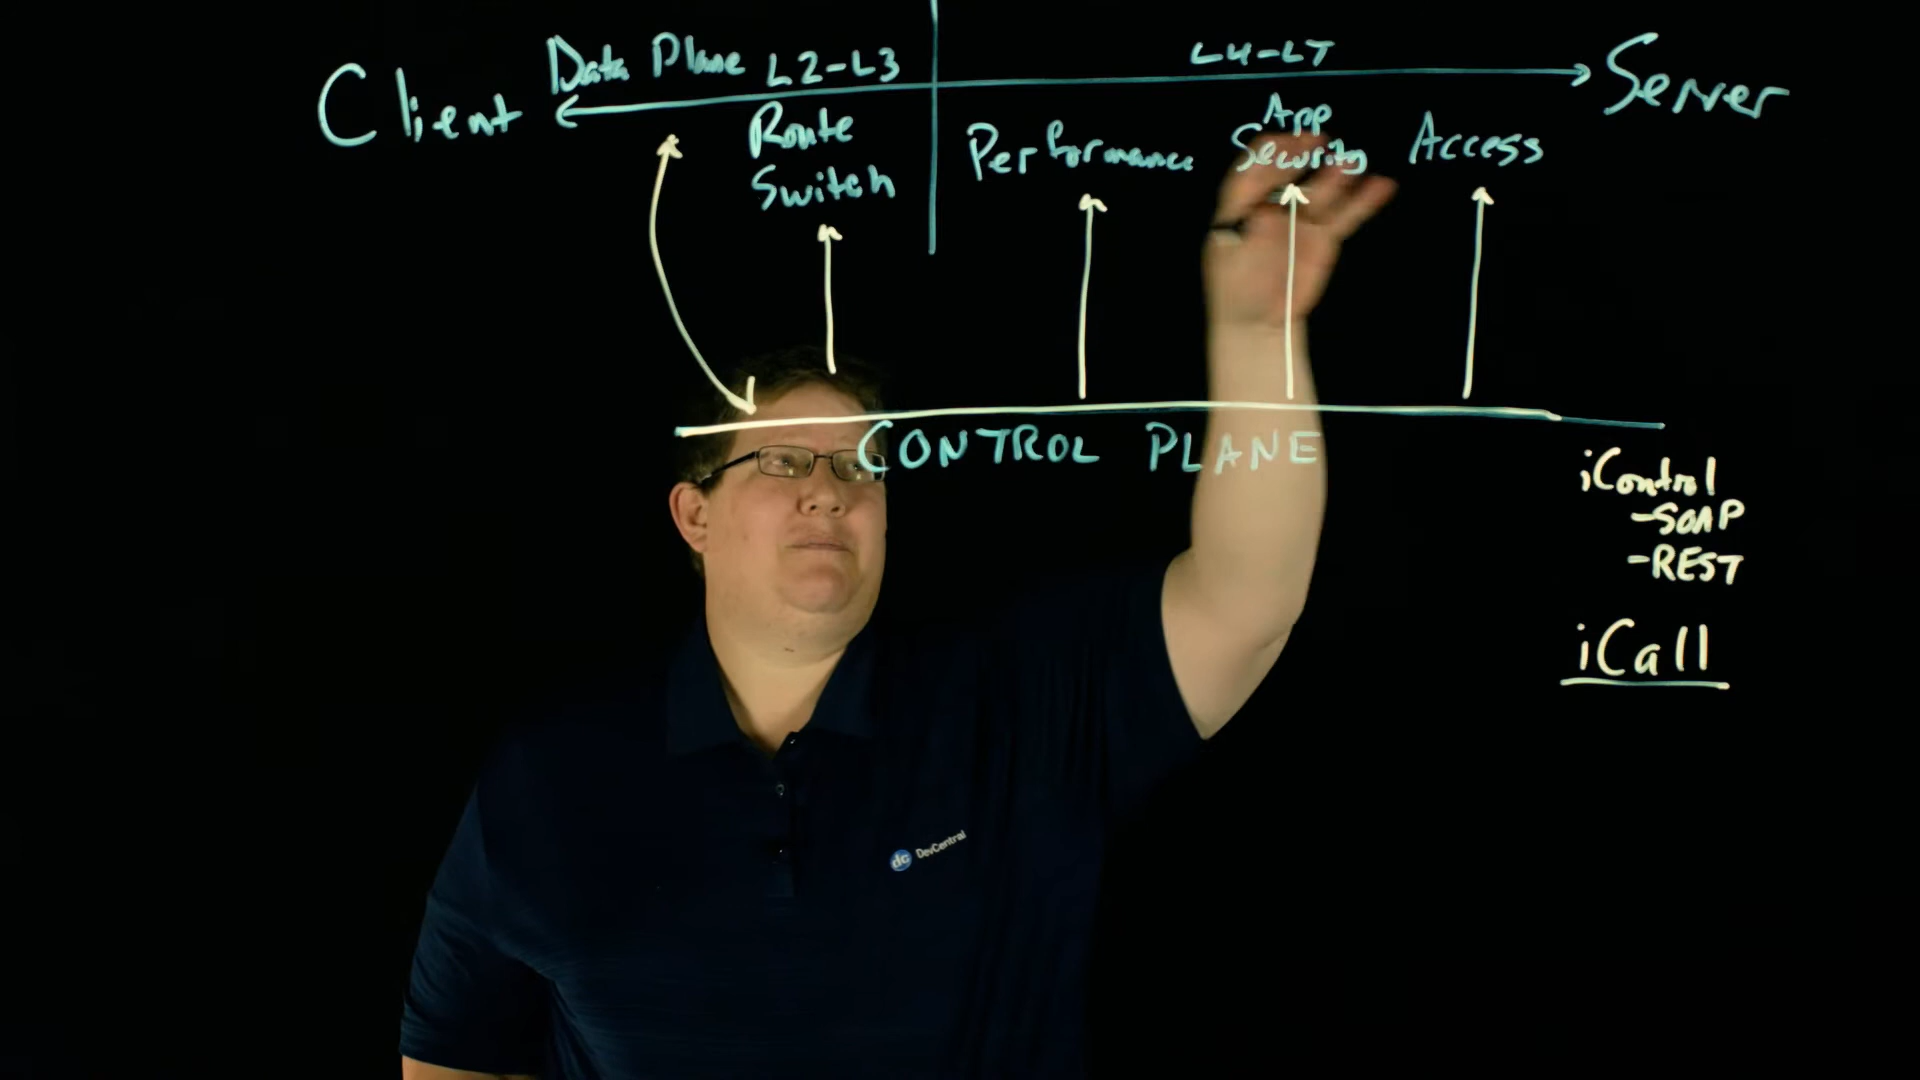 Client
Data Plane L2-L3
L4-L7
Server
Route
Switch
Performance
App
Security
Access
CONTROL PLANE
iControl
-SOAP
-REST
iCall
dc DevCentral